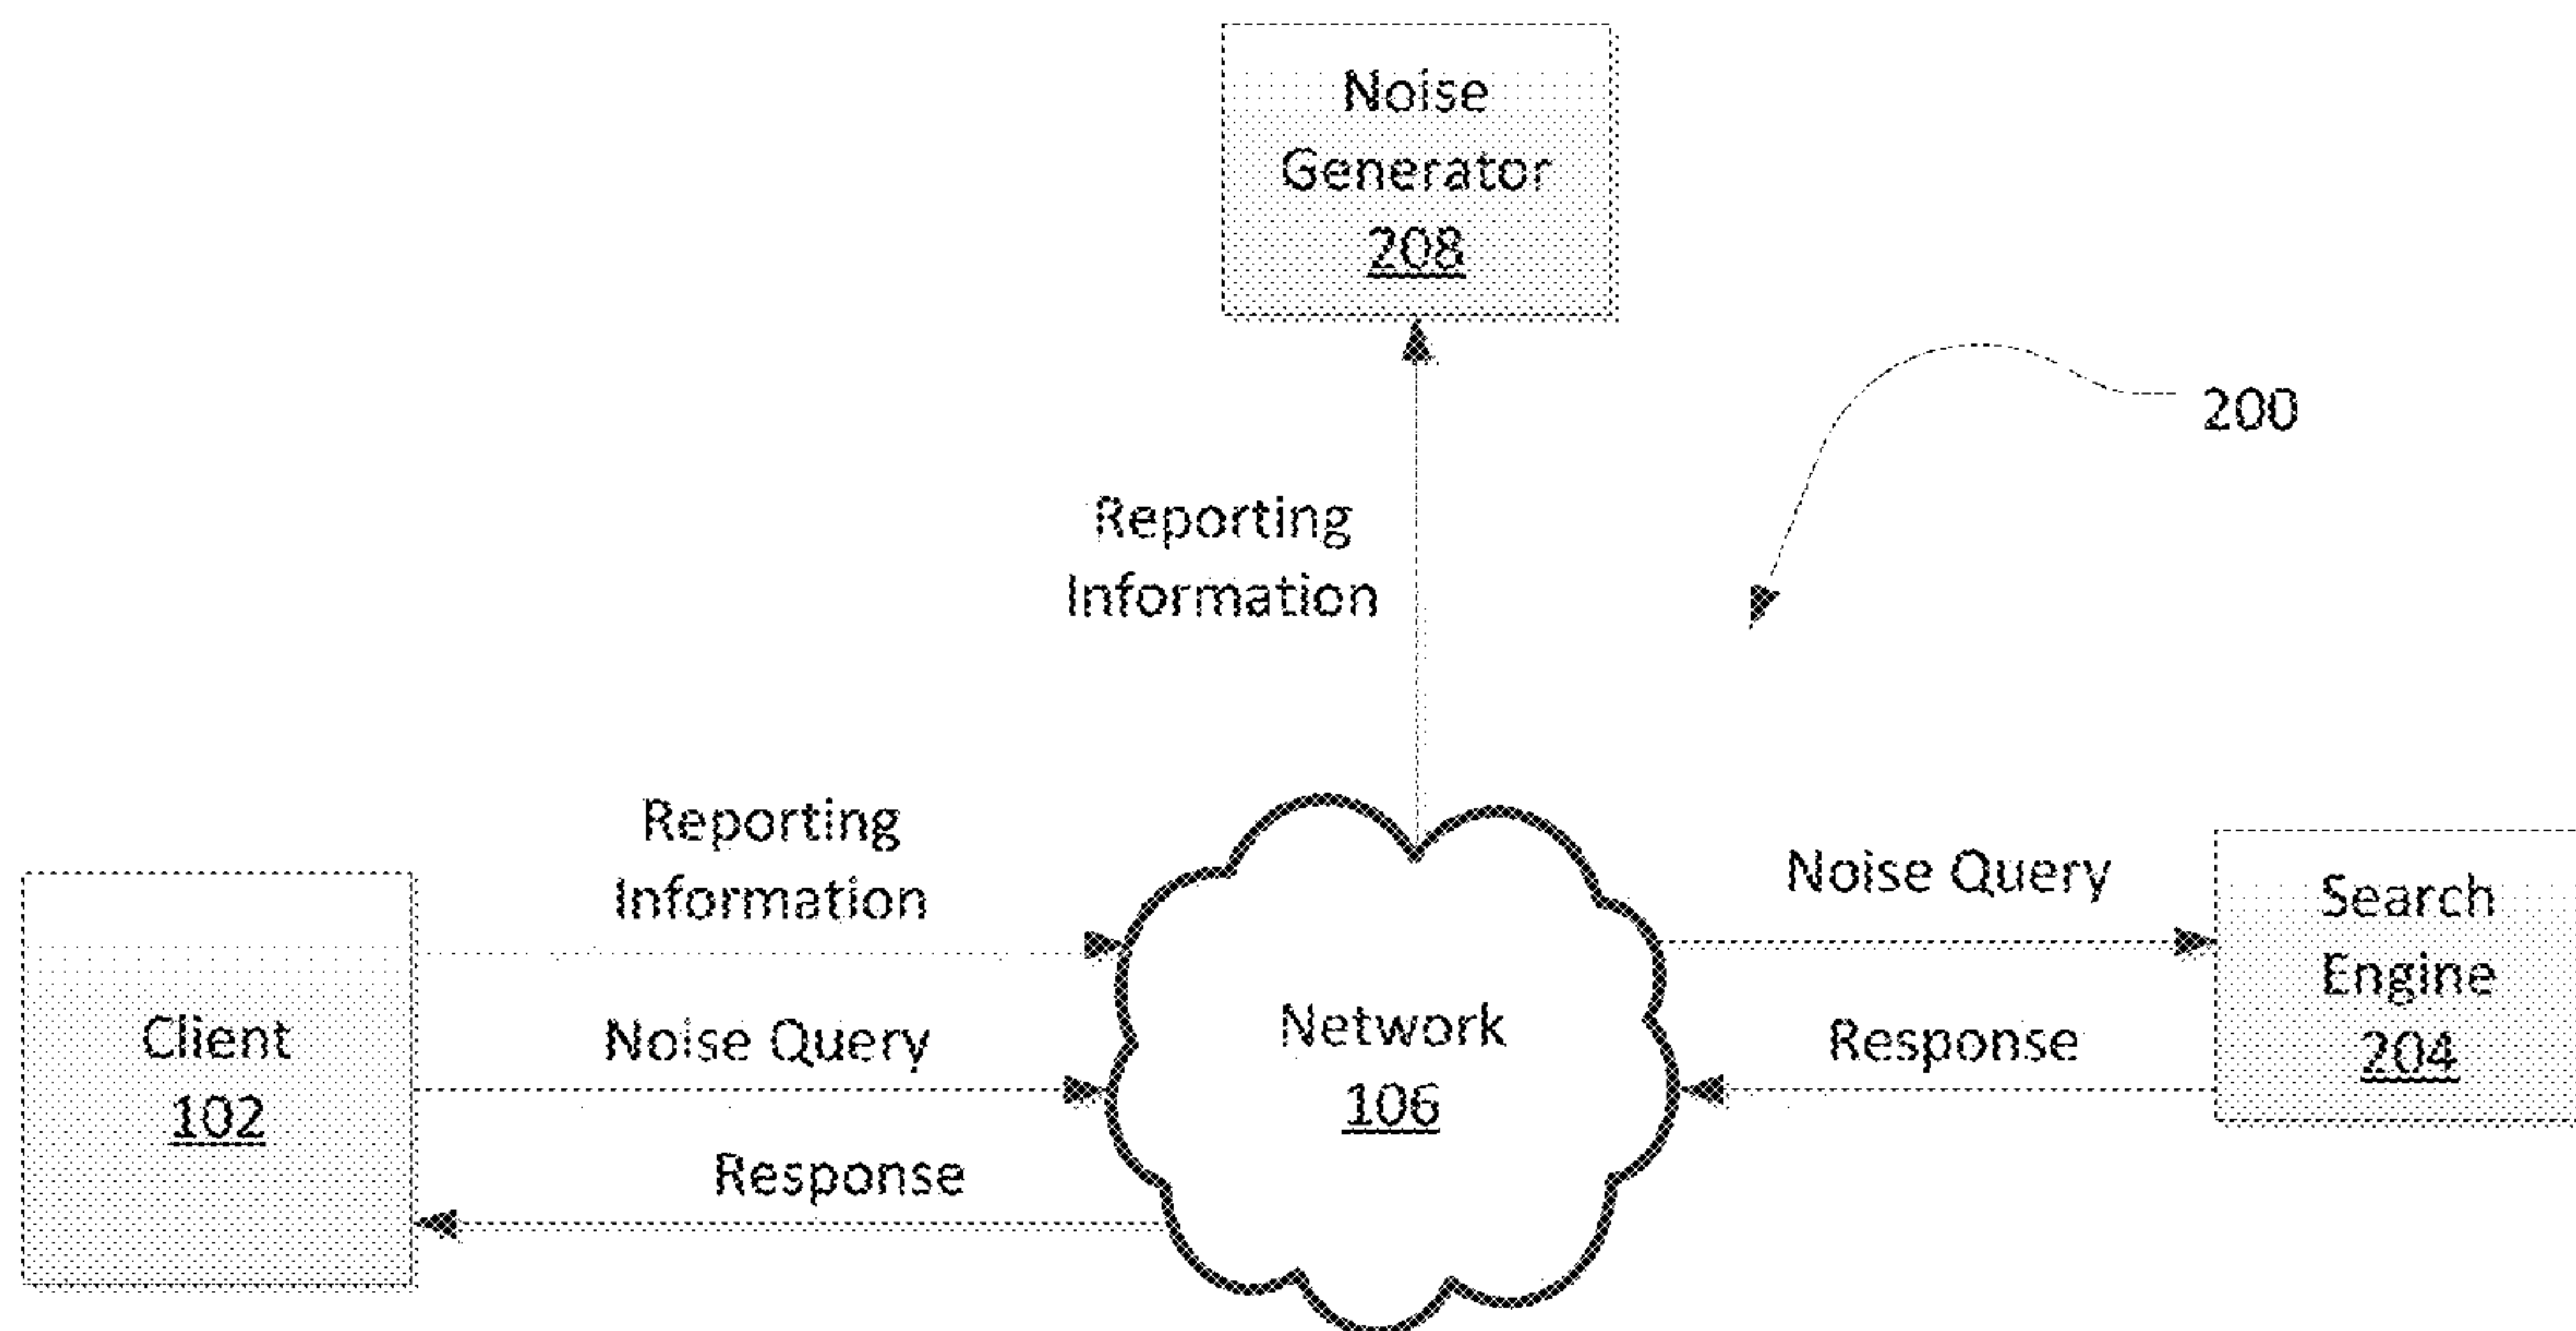 Noise
Generator
208
200
Reporting
Information
Reporting
Information
Noise Query
Search
Engine
204
Client
102
Noise Query
Network
106
Response
Response